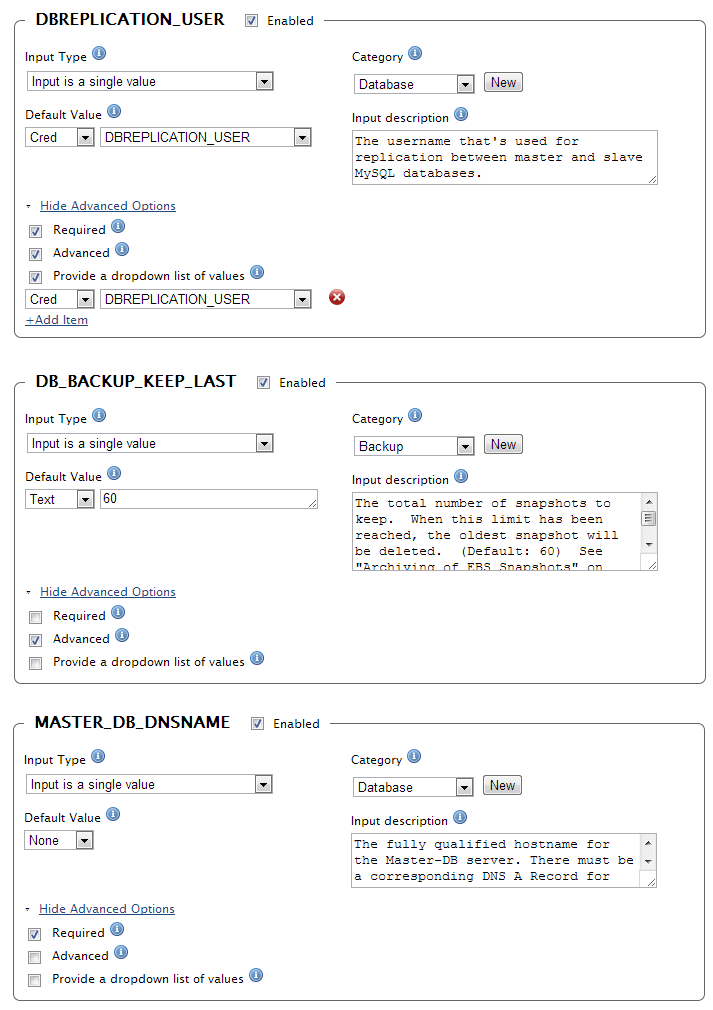 DBREPLICATION_USER Enabled
Input Type
Input is a single value
Category
Database New
Default Value
Cred DBREPLICATION_USER
Input description
The username that's used for
replication between master and slave
MySQL databases.
Hide Advanced Options
Required
Advanced
Provide a dropdown list of values
Cred DBREPLICATION_USER
+Add Item
DB_BACKUP_KEEP_LAST Enabled
Input Type
Input is a single value
Category
Backup New
Default Value
Text 60
Input description
The total number of snapshots to
keep.  When this limit has been
reached, the oldest snapshot will
be deleted.  (Default: 60)  See
"Archiving of EBS Snapshots" on
Hide Advanced Options
Required
Advanced
Provide a dropdown list of values
MASTER_DB_DNSNAME Enabled
Input Type
Input is a single value
Category
Database New
Default Value
None
Input description
The fully qualified hostname for
the Master-DB server. There must be
a corresponding DNS A Record for
Hide Advanced Options
Required
Advanced
Provide a dropdown list of values